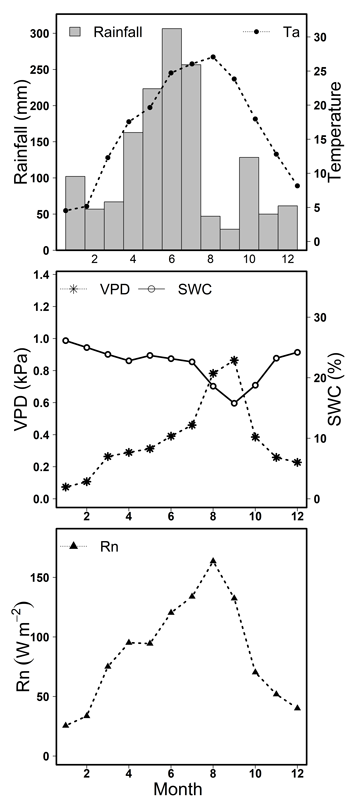 Rainfall Ta
Rainfall (mm)
300
250
200
150
100
50
0
30
25
20
15
10
5
0
Temperature
2 4 6 8 10 12
VPD SWC
VPD (kPa)
1.4
1.2
1.0
0.8
0.6
0.4
0.2
0.0
30
20
10
0
SWC (%)
2 4 6 8 10 12
Rn
Rn (W m⁻²)
150
100
50
0
2 4 6 8 10 12
Month